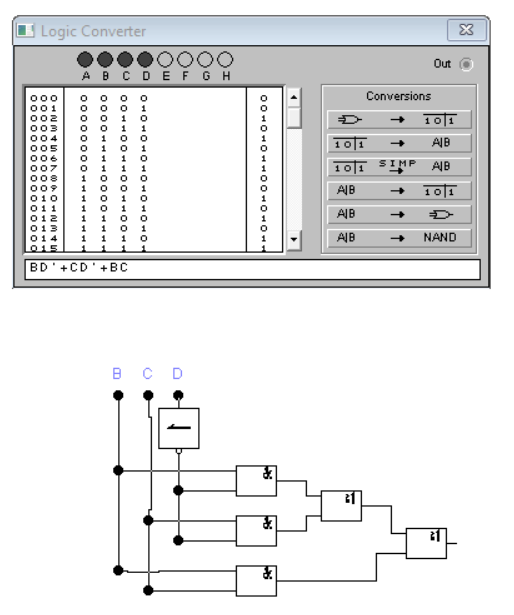 Logic Converter
Out
A B C D E F G H
000 0 0 0 0 0
001 0 0 0 1 0
002 0 0 1 0 1
003 0 0 1 1 0
004 0 1 0 0 1
005 0 1 0 1 0
006 0 1 1 0 1
007 0 1 1 1 1
008 1 0 0 0 0
009 1 0 0 1 0
010 1 0 1 0 1
011 1 0 1 1 0
012 1 1 0 0 1
013 1 1 0 1 0
014 1 1 1 0 1
015 1 1 1 1 1
Conversions
→ 1 0 1
1 0 1 → A|B
1 0 1 SIMP → A|B
A|B → 1 0 1
A|B →
A|B → NAND
BD'+CD'+BC
B C D
&
≥1
&
≥1
&